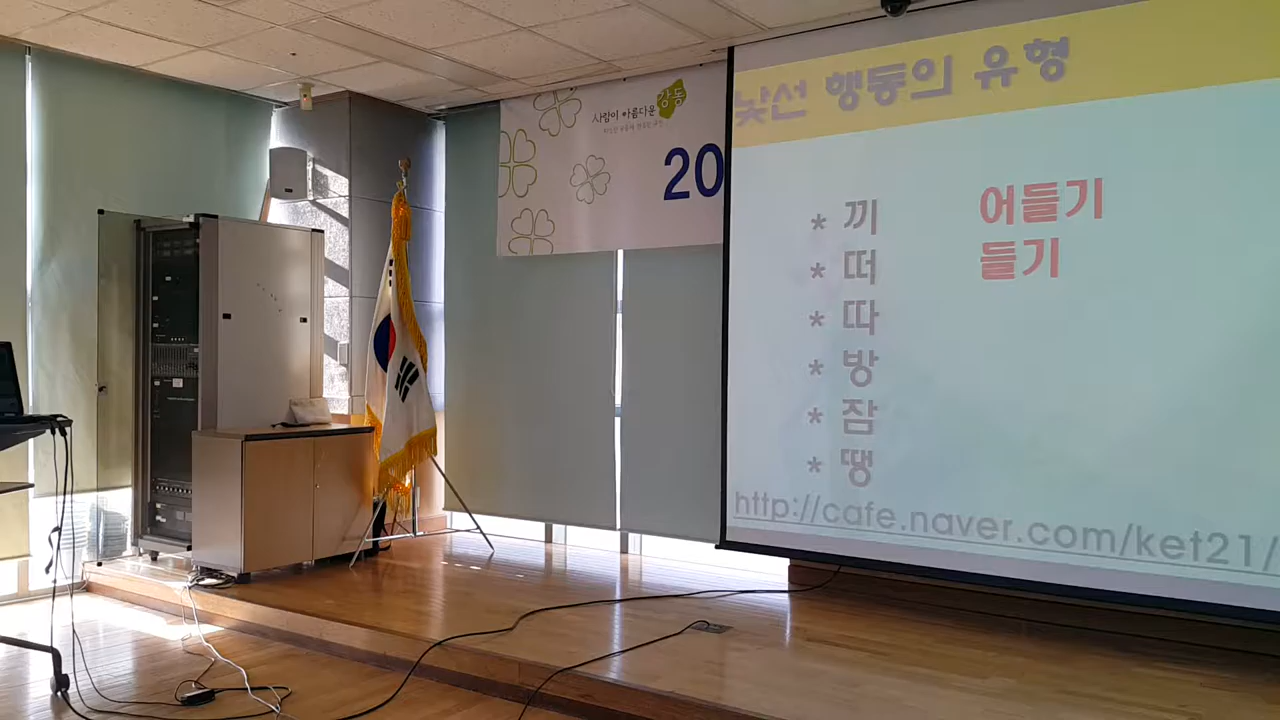 사람이 아름다운 강동
20
낯선 행동의 유형
* 끼 어들기
* 떠 들기
* 따
* 방
* 잠
* 땡
http://cafe.naver.com/ket21/